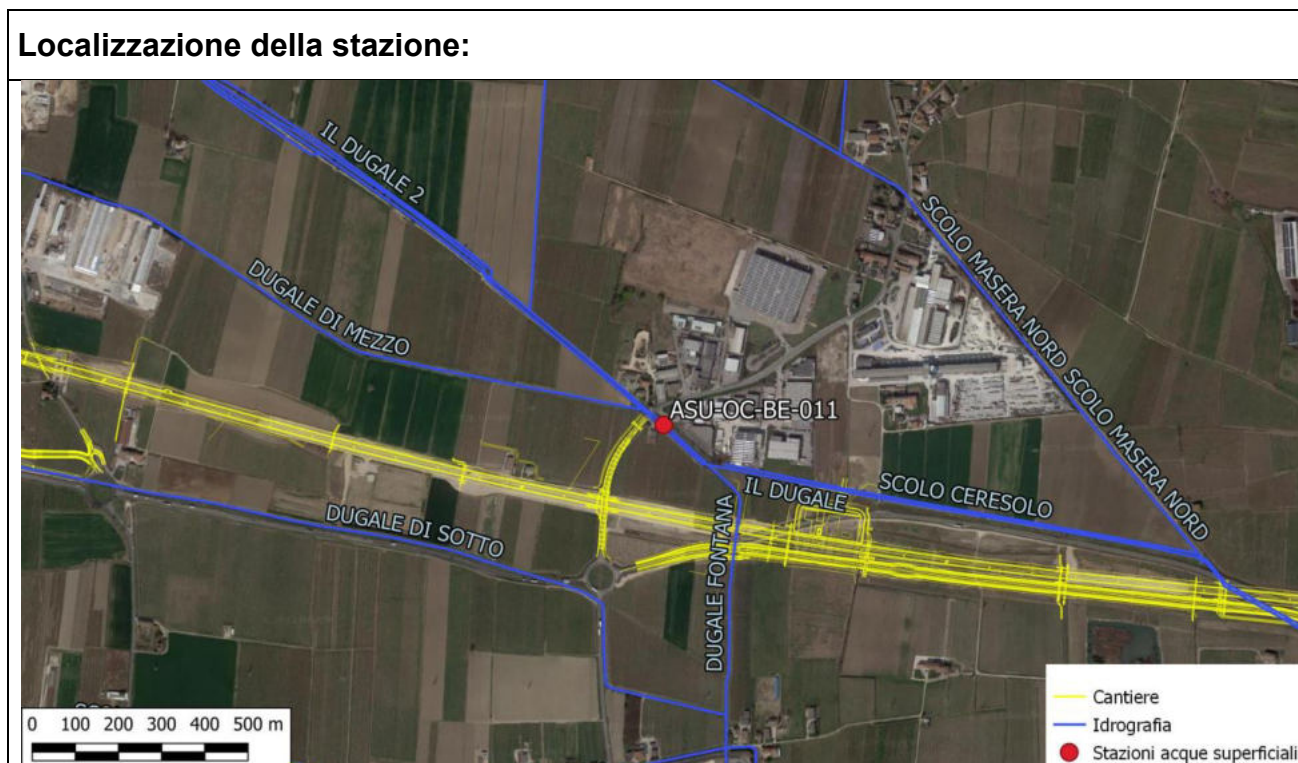 Localizzazione della stazione:
IL DUGALE 2
DUGALE DI MEZZO
SCOLO MASERA NORD SCOLO MASERA NORD
ASU-OC-BE-011
IL DUGALE
SCOLO CERESOLO
DUGALE DI SOTTO
DUGALE FONTANA
0 100 200 300 400 500 m
Cantiere
Idrografia
Stazioni acque superficiali